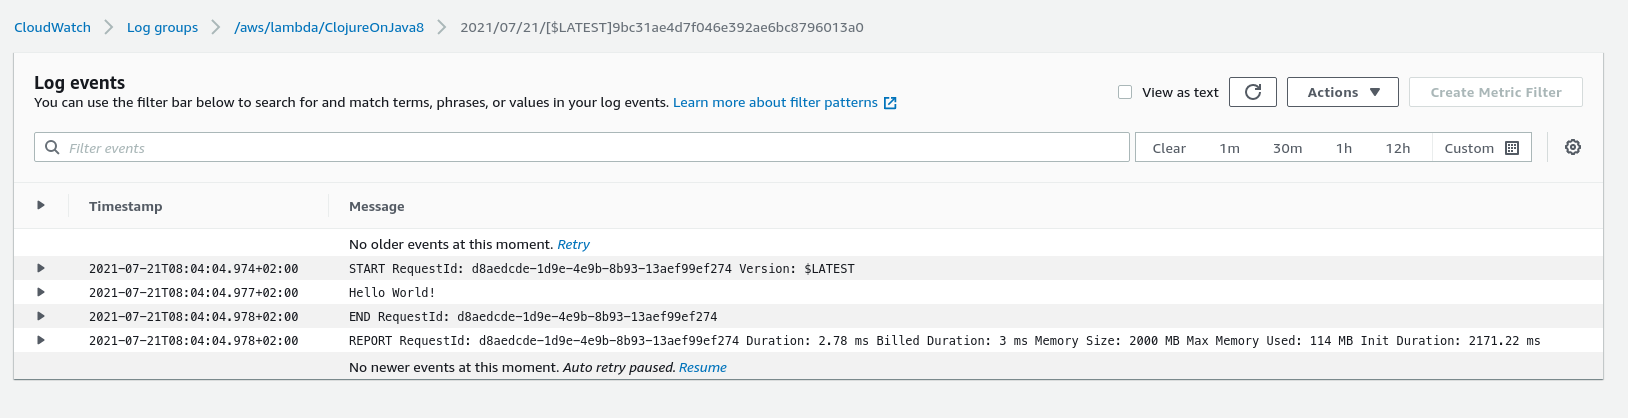 CloudWatch > Log groups > /aws/lambda/ClojureOnJava8 > 2021/07/21/[$LATEST]9bc31ae4d7f046e392ae6bc8796013a0
Log events
You can use the filter bar below to search for and match terms, phrases, or values in your log events. Learn more about filter patterns
View as text Actions Create Metric Filter
Filter events Clear 1m 30m 1h 12h Custom
Timestamp Message
No older events at this moment. Retry
2021-07-21T08:04:04.974+02:00 START RequestId: d8aedcde-1d9e-4e9b-8b93-13aef99ef274 Version: $LATEST
2021-07-21T08:04:04.977+02:00 Hello World!
2021-07-21T08:04:04.978+02:00 END RequestId: d8aedcde-1d9e-4e9b-8b93-13aef99ef274
2021-07-21T08:04:04.978+02:00 REPORT RequestId: d8aedcde-1d9e-4e9b-8b93-13aef99ef274 Duration: 2.78 ms Billed Duration: 3 ms Memory Size: 2000 MB Max Memory Used: 114 MB Init Duration: 2171.22 ms
No newer events at this moment. Auto retry paused. Resume